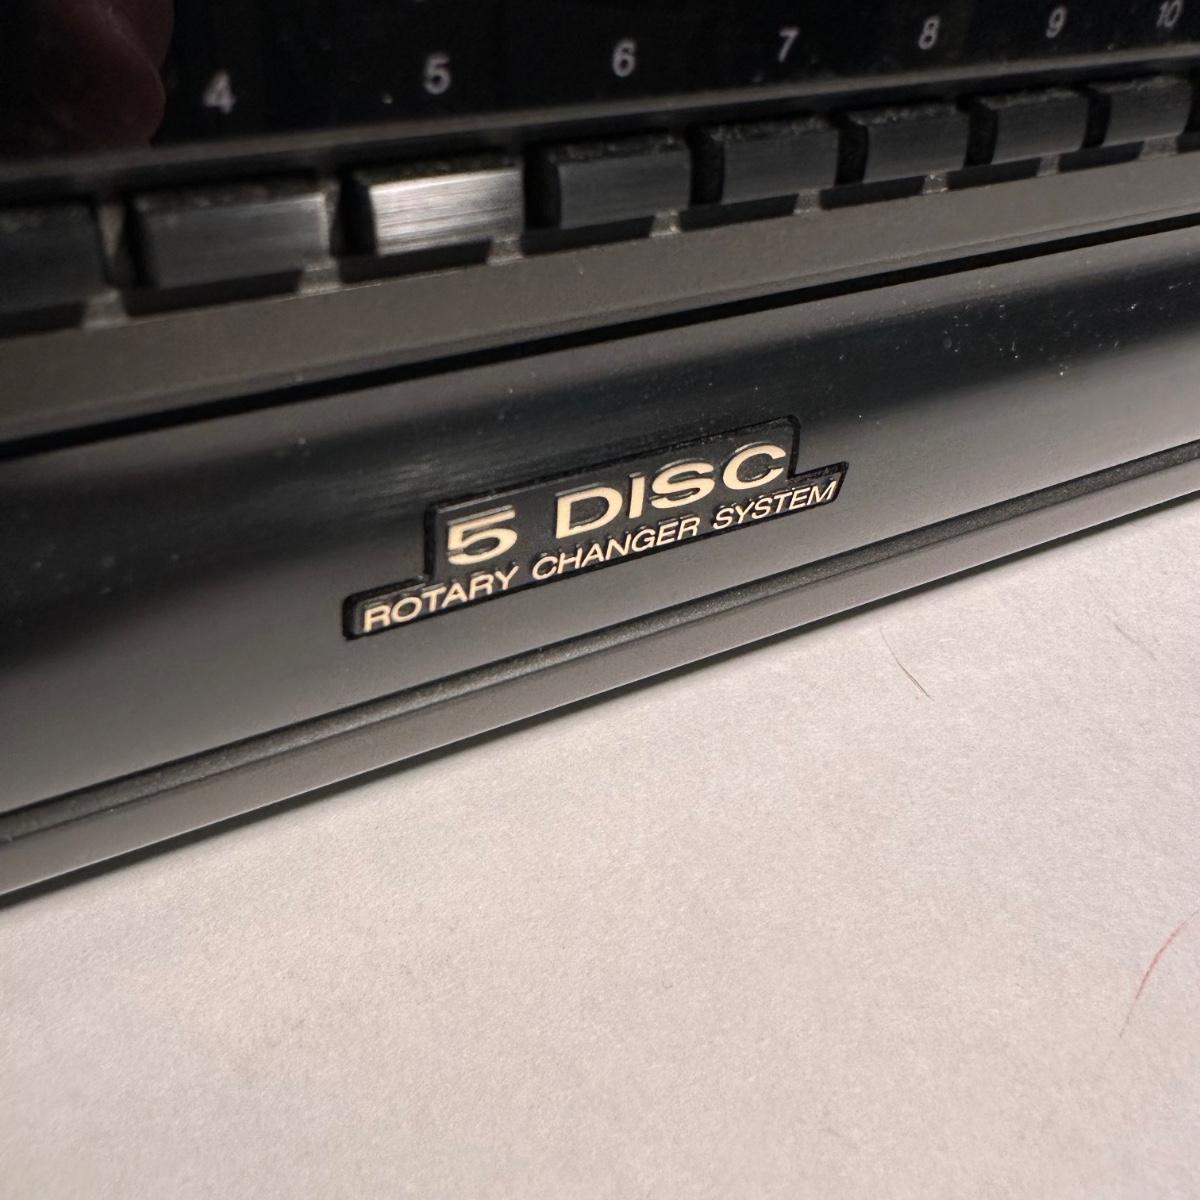 4 5 6 7 8 9 10
5 DISC
ROTARY CHANGER SYSTEM